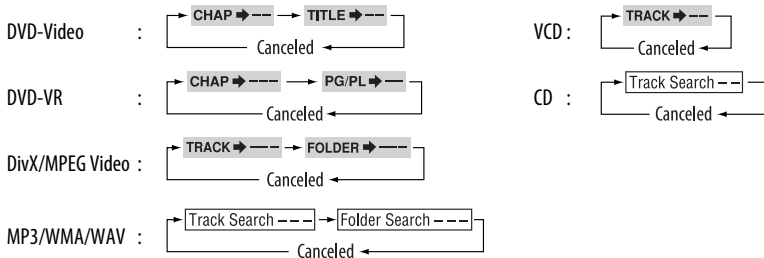 DVD-Video : CHAP ➡ –– TITLE ➡ ––
Canceled
DVD-VR : CHAP ➡ ––– PG/PL ➡ ––
Canceled
DivX/MPEG Video : TRACK ➡ ––– FOLDER ➡ ––
Canceled
MP3/WMA/WAV : Track Search ––– Folder Search –––
Canceled
VCD : TRACK ➡ ––
Canceled
CD : Track Search ––
Canceled